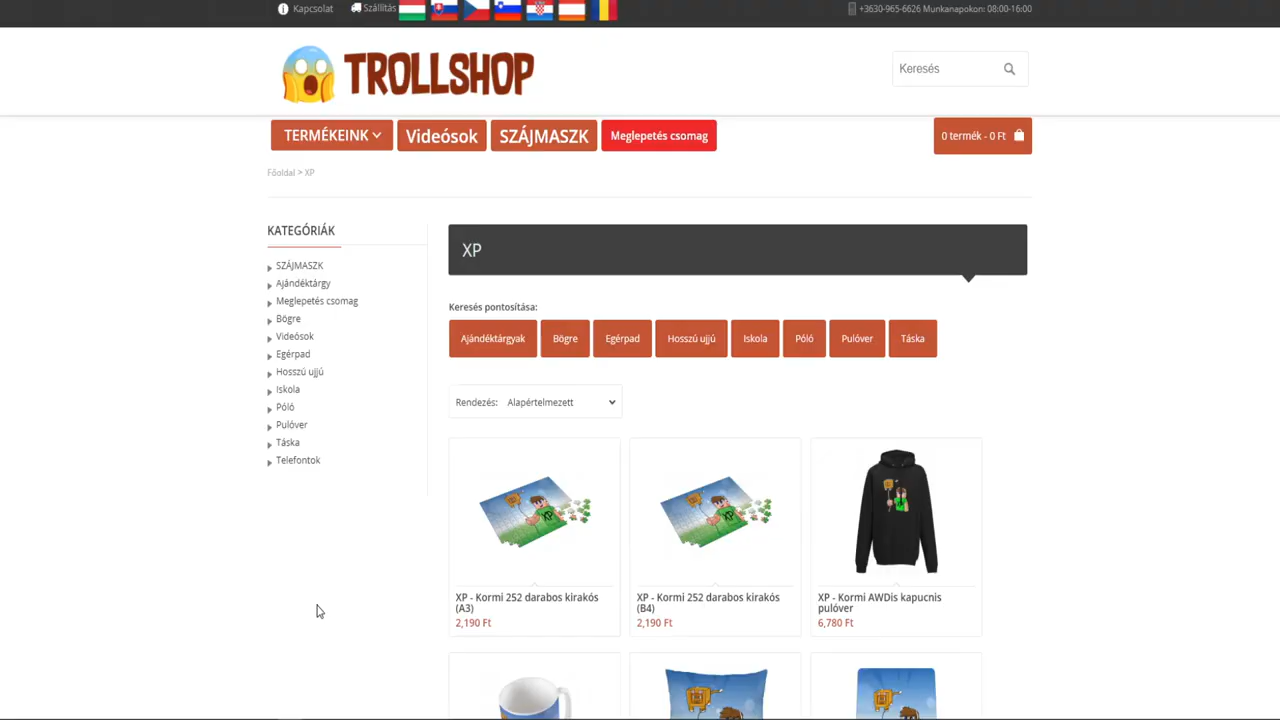 Kapcsolat
Szállítás
+3630-965-6626 Munkanapokon: 08:00-16:00
TROLLSHOP
Keresés
TERMÉKEINK
Videósok
SZÁJMASZK
Meglepetés csomag
0 termék - 0 Ft
Főoldal > XP
KATEGÓRIÁK
SZÁJMASZK
Ajándéktárgy
Meglepetés csomag
Bögre
Videósok
Egérpad
Hosszú ujjú
Iskola
Póló
Pulóver
Táska
Telefontok
XP
Keresés pontosítása:
Ajándéktárgyak
Bögre
Egérpad
Hosszú ujjú
Iskola
Póló
Pulóver
Táska
Rendezés: Alapértelmezett
XP
XP
XP - Kormi 252 darabos kirakós
(A3)
2,190 Ft
XP - Kormi 252 darabos kirakós
(B4)
2,190 Ft
XP - Kormi AWDis kapucnis
pulóver
6,780 Ft